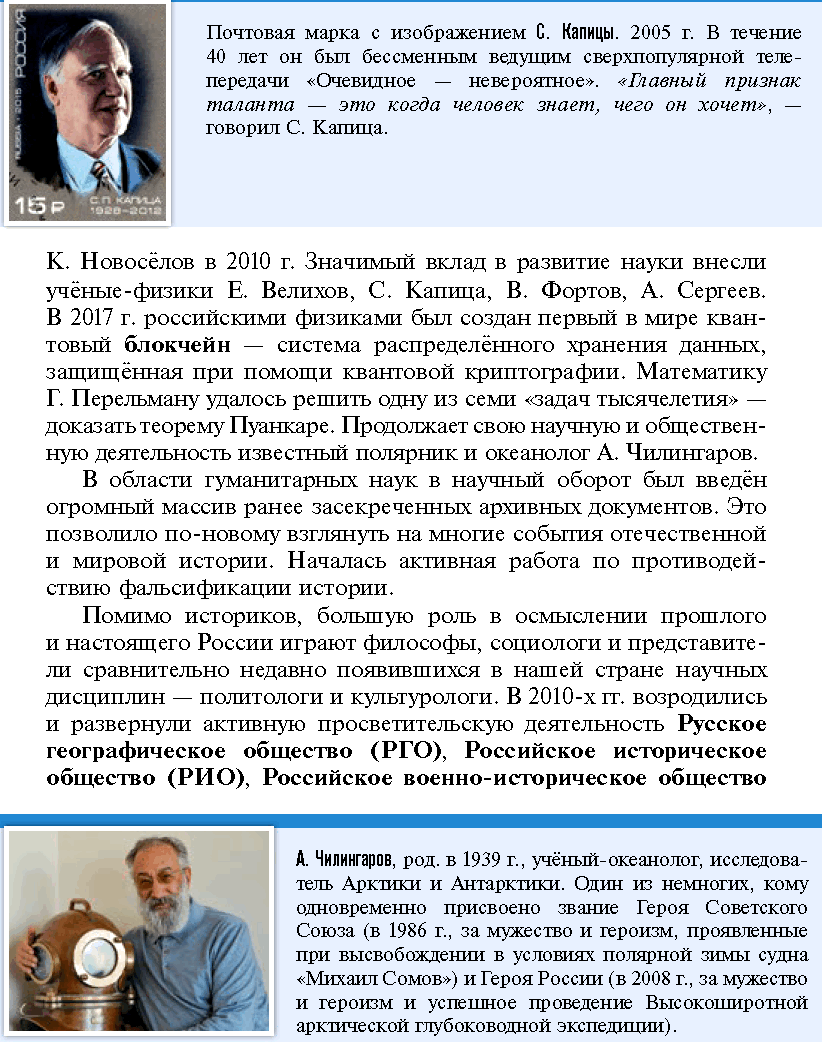 РОССИЯ
RUSSIA · 2015
15 Р
С.П. КАПИЦА
1928–2012
Почтовая марка с изображением С. Капицы. 2005 г. В течение
40 лет он был бессменным ведущим сверхпопулярной теле-
передачи «Очевидное — невероятное». «Главный признак
таланта — это когда человек знает, чего он хочет», —
говорил С. Капица.
К. Новосёлов в 2010 г. Значимый вклад в развитие науки внесли
учёные-физики Е. Велихов, С. Капица, В. Фортов, А. Сергеев.
В 2017 г. российскими физиками был создан первый в мире кван-
товый блокчейн — система распределённого хранения данных,
защищённая при помощи квантовой криптографии. Математику
Г. Перельману удалось решить одну из семи «задач тысячелетия» —
доказать теорему Пуанкаре. Продолжает свою научную и обществен-
ную деятельность известный полярник и океанолог А. Чилингаров.
В области гуманитарных наук в научный оборот был введён
огромный массив ранее засекреченных архивных документов. Это
позволило по-новому взглянуть на многие события отечественной
и мировой истории. Началась активная работа по противодей-
ствию фальсификации истории.
Помимо историков, большую роль в осмыслении прошлого
и настоящего России играют философы, социологи и представите-
ли сравнительно недавно появившихся в нашей стране научных
дисциплин — политологи и культурологи. В 2010-х гг. возродились
и развернули активную просветительскую деятельность Русское
географическое общество (РГО), Российское историческое
общество (РИО), Российское военно-историческое общество
А. Чилингаров, род. в 1939 г., учёный-океанолог, исследова-
тель Арктики и Антарктики. Один из немногих, кому
одновременно присвоено звание Героя Советского
Союза (в 1986 г., за мужество и героизм, проявленные
при высвобождении в условиях полярной зимы судна
«Михаил Сомов») и Героя России (в 2008 г., за мужество
и героизм и успешное проведение Высокоширотной
арктической глубоководной экспедиции).